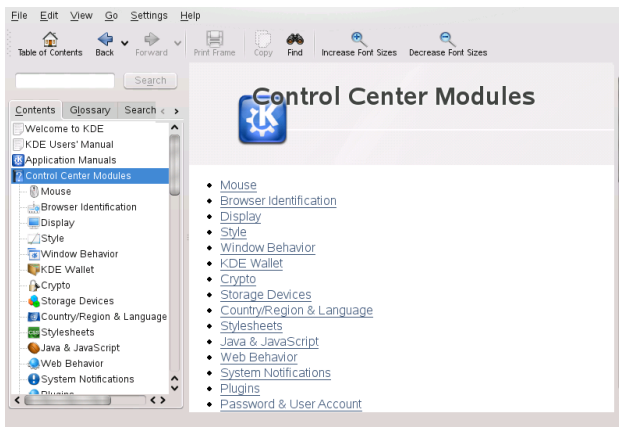 File Edit View Go Settings Help
Table of Contents Back Forward Print Frame Copy Find Increase Font Sizes Decrease Font Sizes
Search
Contents Glossary Search
Welcome to KDE
KDE Users' Manual
Application Manuals
Control Center Modules
Mouse
Browser Identification
Display
Style
Window Behavior
KDE Wallet
Crypto
Storage Devices
Country/Region & Language
Stylesheets
Java & JavaScript
Web Behavior
System Notifications
Plugins
Control Center Modules
Mouse
Browser Identification
Display
Style
Window Behavior
KDE Wallet
Crypto
Storage Devices
Country/Region & Language
Stylesheets
Java & JavaScript
Web Behavior
System Notifications
Plugins
Password & User Account